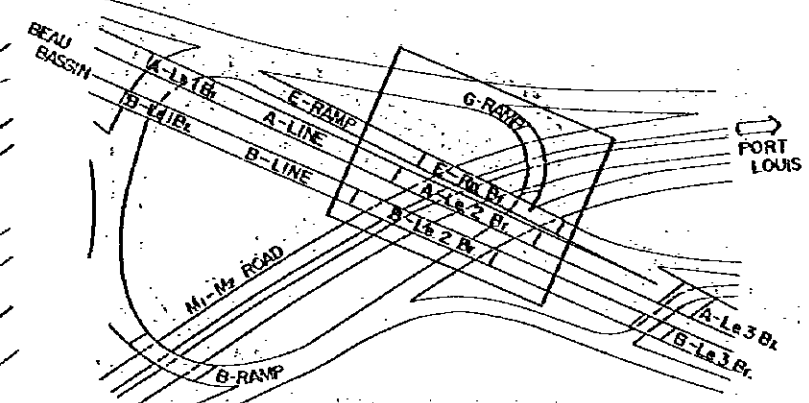 BEAU
BASSIN
A-Le 1 Br.
B-Le 1 Br.
E-RAMP
A-LINE
B-LINE
G-RAMP
E-Ra Br.
A-Le 2 Br.
B-Le 2 Br.
PORT
LOUIS
M1-M2 ROAD
B-RAMP
A-Le 3 Br.
B-Le 3 Br.